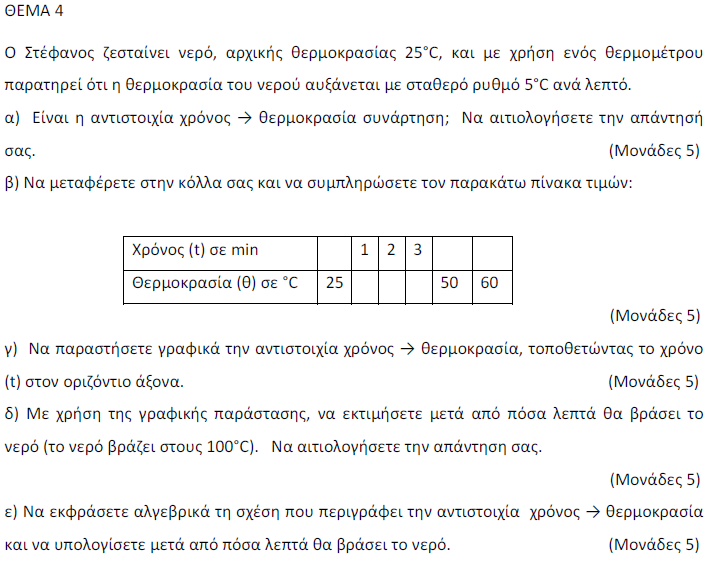 ΘΕΜΑ 4
Ο Στέφανος ζεσταίνει νερό, αρχικής θερμοκρασίας 25°C, και με χρήση ενός θερμομέτρου
παρατηρεί ότι η θερμοκρασία του νερού αυξάνεται με σταθερό ρυθμό 5°C ανά λεπτό.
α) Είναι η αντιστοιχία χρόνος → θερμοκρασία συνάρτηση; Να αιτιολογήσετε την απάντησή
σας. (Μονάδες 5)
β) Να μεταφέρετε στην κόλλα σας και να συμπληρώσετε τον παρακάτω πίνακα τιμών:
Χρόνος (t) σε min 1 2 3
Θερμοκρασία (θ) σε °C 25 50 60
(Μονάδες 5)
γ) Να παραστήσετε γραφικά την αντιστοιχία χρόνος → θερμοκρασία, τοποθετώντας το χρόνο
(t) στον οριζόντιο άξονα. (Μονάδες 5)
δ) Με χρήση της γραφικής παράστασης, να εκτιμήσετε μετά από πόσα λεπτά θα βράσει το
νερό (το νερό βράζει στους 100°C). Να αιτιολογήσετε την απάντηση σας.
(Μονάδες 5)
ε) Να εκφράσετε αλγεβρικά τη σχέση που περιγράφει την αντιστοιχία χρόνος → θερμοκρασία
και να υπολογίσετε μετά από πόσα λεπτά θα βράσει το νερό. (Μονάδες 5)